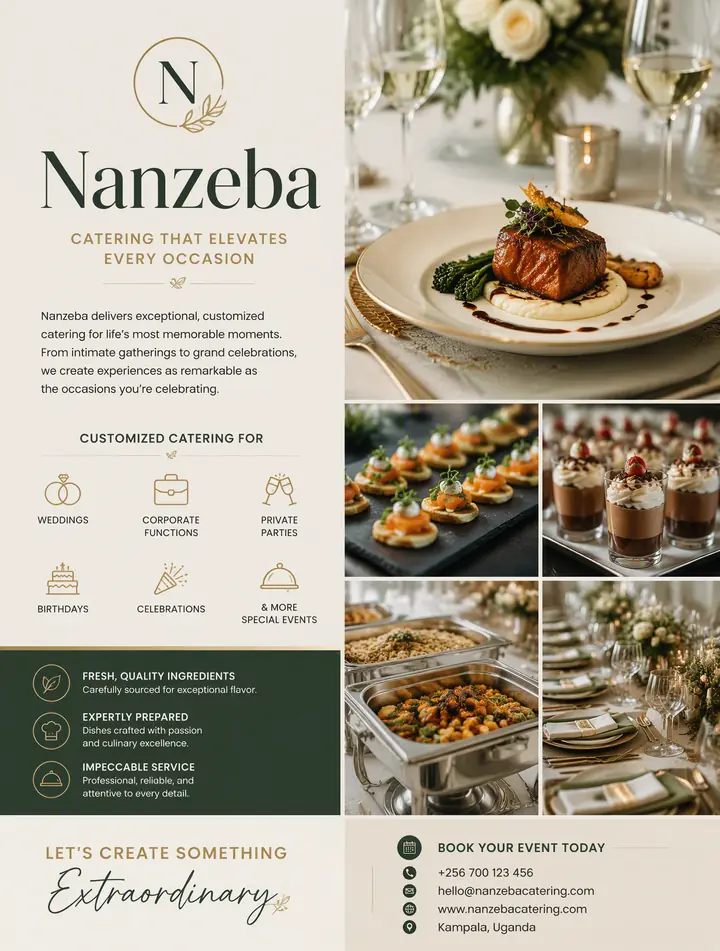 N
Nanzeba
CATERING THAT ELEVATES
EVERY OCCASION
Nanzeba delivers exceptional, customized
catering for life's most memorable moments.
From intimate gatherings to grand celebrations,
we create experiences as remarkable as
the occasions you're celebrating.
CUSTOMIZED CATERING FOR
WEDDINGS
CORPORATE
FUNCTIONS
PRIVATE
PARTIES
BIRTHDAYS
CELEBRATIONS
& MORE
SPECIAL EVENTS
FRESH, QUALITY INGREDIENTS
Carefully sourced for exceptional flavor.
EXPERTLY PREPARED
Dishes crafted with passion
and culinary excellence.
IMPECCABLE SERVICE
Professional, reliable, and
attentive to every detail.
LET'S CREATE SOMETHING
Extraordinary
BOOK YOUR EVENT TODAY
+256 700 123 456
hello@nanzebacatering.com
www.nanzebacatering.com
Kampala, Uganda